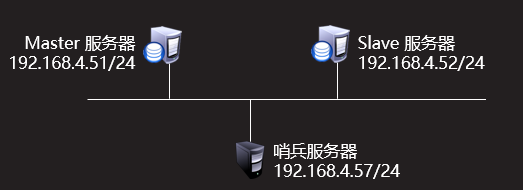 Master 服务器
192.168.4.51/24
Slave 服务器
192.168.4.52/24
哨兵服务器
192.168.4.57/24